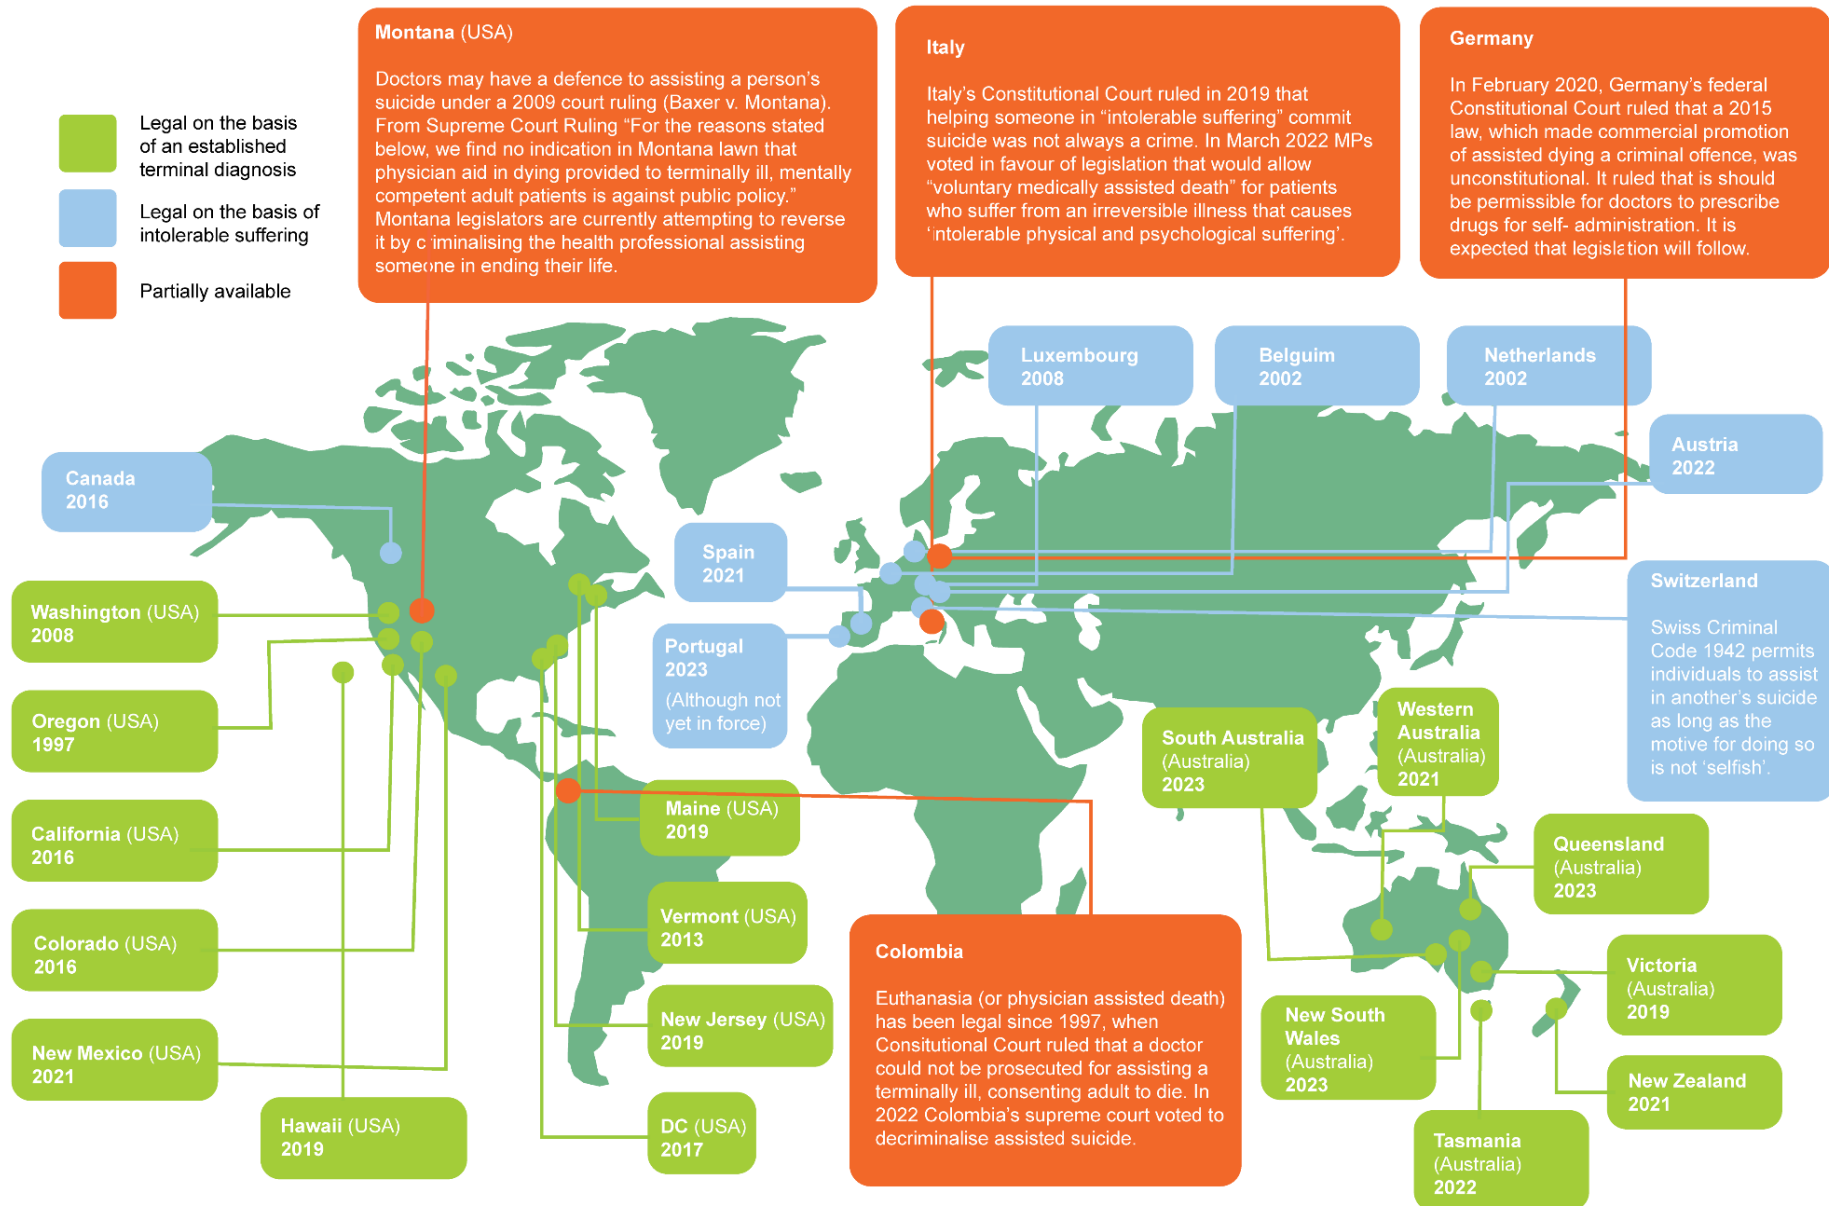 Legal on the basis
of an established
terminal diagnosis
Legal on the basis of
intolerable suffering
Partially available
Montana (USA)
Doctors may have a defence to assisting a person's
suicide under a 2009 court ruling (Baxer v. Montana).
From Supreme Court Ruling “For the reasons stated
below, we find no indication in Montana lawn that
physician aid in dying provided to terminally ill, mentally
competent adult patients is against public policy.”
Montana legislators are currently attempting to reverse
it by criminalising the health professional assisting
someone in ending their life.
Italy
Italy's Constitutional Court ruled in 2019 that
helping someone in “intolerable suffering” commit
suicide was not always a crime. In March 2022 MPs
voted in favour of legislation that would allow
“voluntary medically assisted death” for patients
who suffer from an irreversible illness that causes
‘intolerable physical and psychological suffering’.
Germany
In February 2020, Germany's federal
Constitutional Court ruled that a 2015
law, which made commercial promotion
of assisted dying a criminal offence, was
unconstitutional. It ruled that is should
be permissible for doctors to prescribe
drugs for self- administration. It is
expected that legislation will follow.
Luxembourg
2008
Belguim
2002
Netherlands
2002
Austria
2022
Canada
2016
Spain
2021
Portugal
2023
(Although not
yet in force)
Switzerland
Swiss Criminal
Code 1942 permits
individuals to assist
in another's suicide
as long as the
motive for doing so
is not ‘selfish’.
Washington (USA)
2008
Oregon (USA)
1997
California (USA)
2016
Colorado (USA)
2016
New Mexico (USA)
2021
Hawaii (USA)
2019
Maine (USA)
2019
Vermont (USA)
2013
New Jersey (USA)
2019
DC (USA)
2017
Colombia
Euthanasia (or physician assisted death)
has been legal since 1997, when
Consitutional Court ruled that a doctor
could not be prosecuted for assisting a
terminally ill, consenting adult to die. In
2022 Colombia's supreme court voted to
decriminalise assisted suicide.
South Australia
(Australia)
2023
Western
Australia
(Australia)
2021
Queensland
(Australia)
2023
Victoria
(Australia)
2019
New South
Wales
(Australia)
2023
New Zealand
2021
Tasmania
(Australia)
2022